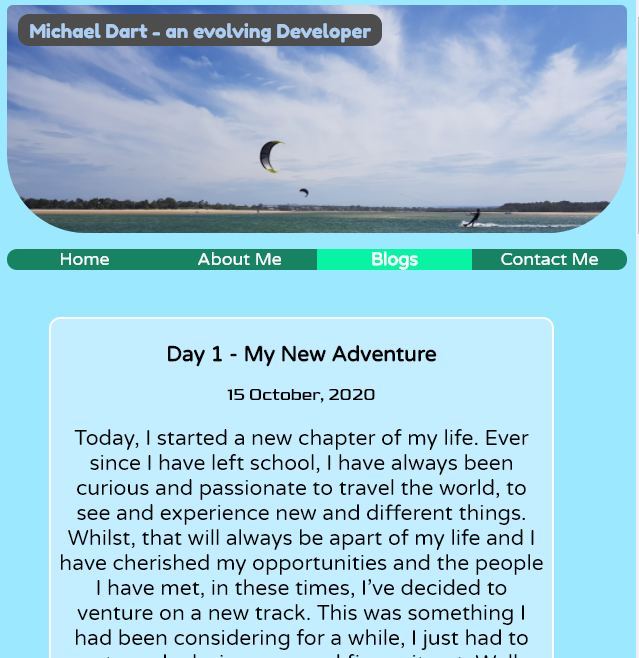 Michael Dart - an evolving Developer
Home About Me Blogs Contact Me
Day 1 - My New Adventure
15 October, 2020
Today, I started a new chapter of my life. Ever
since I have left school, I have always been
curious and passionate to travel the world, to
see and experience new and different things.
Whilst, that will always be apart of my life and I
have cherished my opportunities and the people
I have met, in these times, I've decided to
venture on a new track. This was something I
had been considering for a while, I just had to